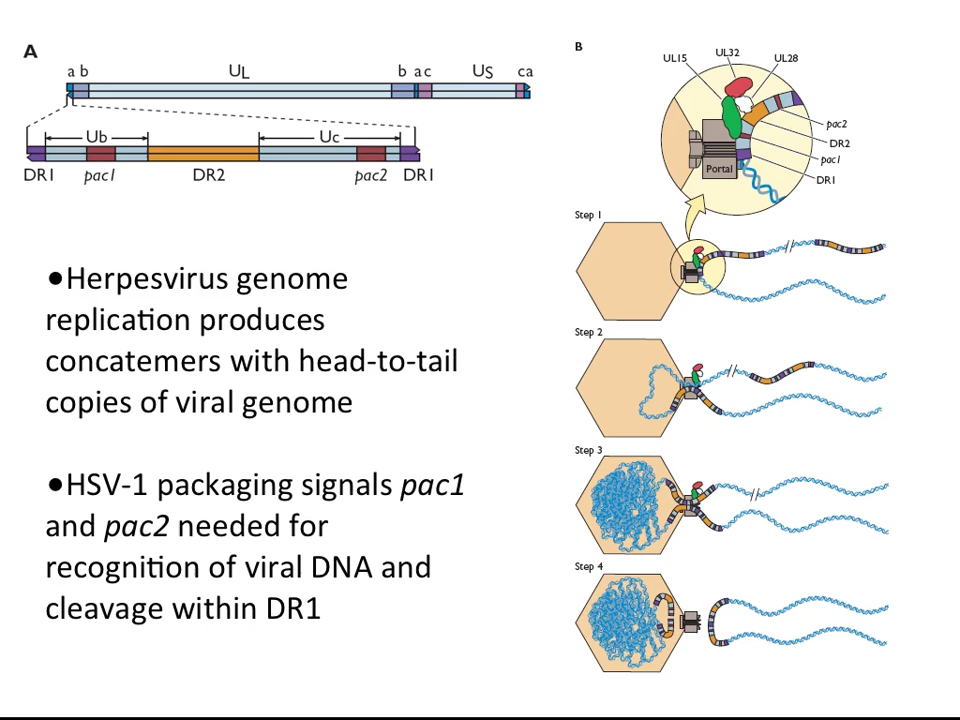 A
a b UL b a c US c a
Ub Uc
DR1 pac1 DR2 pac2 DR1
•Herpesvirus genome
replication produces
concatemers with head-to-tail
copies of viral genome
•HSV-1 packaging signals pac1
and pac2 needed for
recognition of viral DNA and
cleavage within DR1
B
UL32
UL15 UL28
pac2
DR2
pac1
Portal
DR1
Step 1
Step 2
Step 3
Step 4